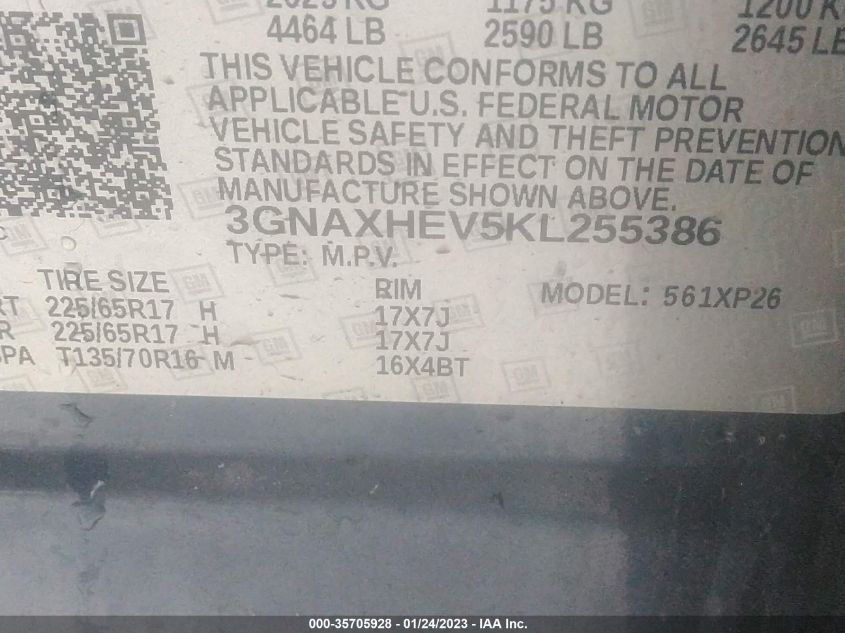 4464 LB 2590 LB 2645 LB
THIS VEHICLE CONFORMS TO ALL
APPLICABLE U.S. FEDERAL MOTOR
VEHICLE SAFETY AND THEFT PREVENTION
STANDARDS IN EFFECT ON THE DATE OF
MANUFACTURE SHOWN ABOVE.
3GNAXHEV5KL255386
TYPE: M.P.V.
TIRE SIZE RIM MODEL: 561XP26
RT 225/65R17 H 17X7J
R 225/65R17 H 17X7J
SPA T135/70R16 M 16X4BT
000-35705928 - 01/24/2023 - IAA Inc.